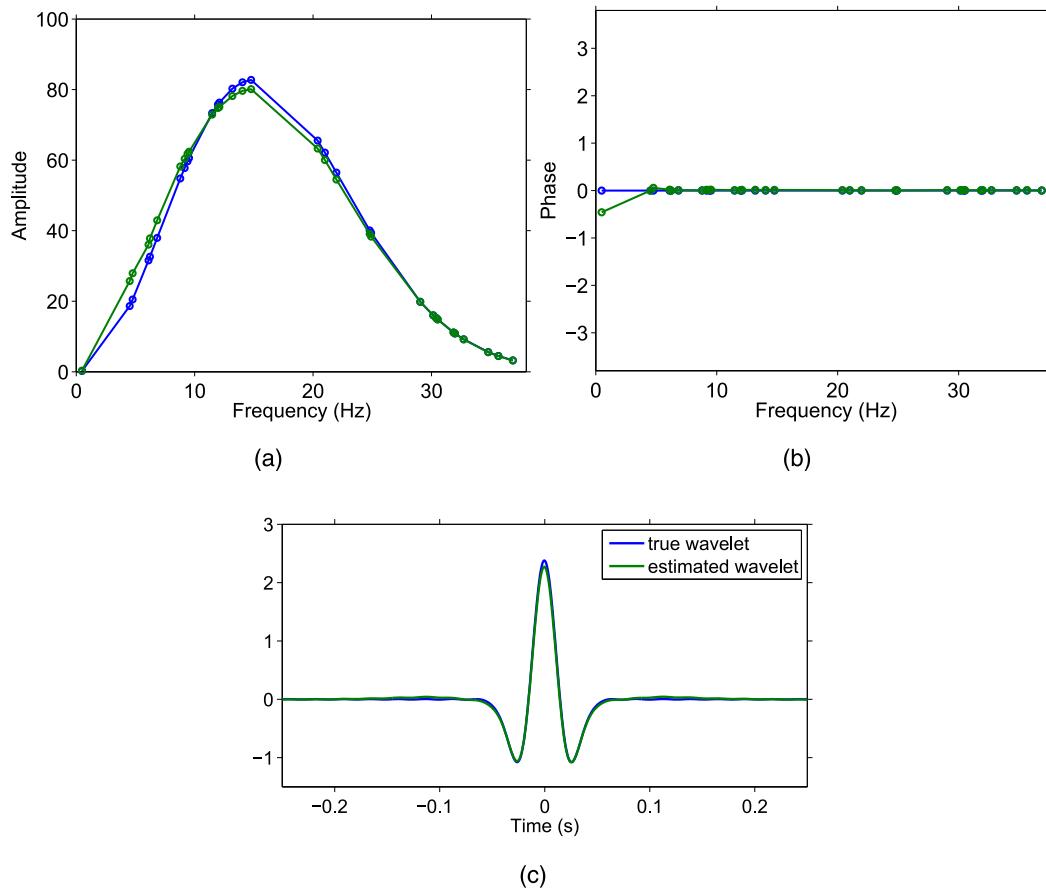 100
80
60
40
20
0
Amplitude
0 10 20 30
Frequency (Hz)
(a)
3
2
1
0
−1
−2
−3
Phase
0 10 20 30
Frequency (Hz)
(b)
3
2
1
0
−1
true wavelet
estimated wavelet
−0.2 −0.1 0 0.1 0.2
Time (s)
(c)